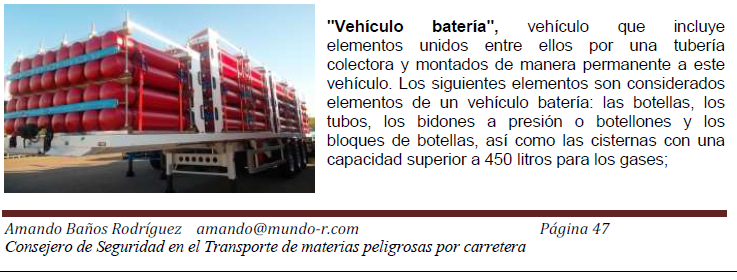 "Vehículo batería", vehículo que incluye
elementos unidos entre ellos por una tubería
colectora y montados de manera permanente a este
vehículo. Los siguientes elementos son considerados
elementos de un vehículo batería: las botellas, los
tubos, los bidones a presión o botellones y los
bloques de botellas, así como las cisternas con una
capacidad superior a 450 litros para los gases;
Amando Baños Rodríguez amando@mundo-r.com Página 47
Consejero de Seguridad en el Transporte de materias peligrosas por carretera